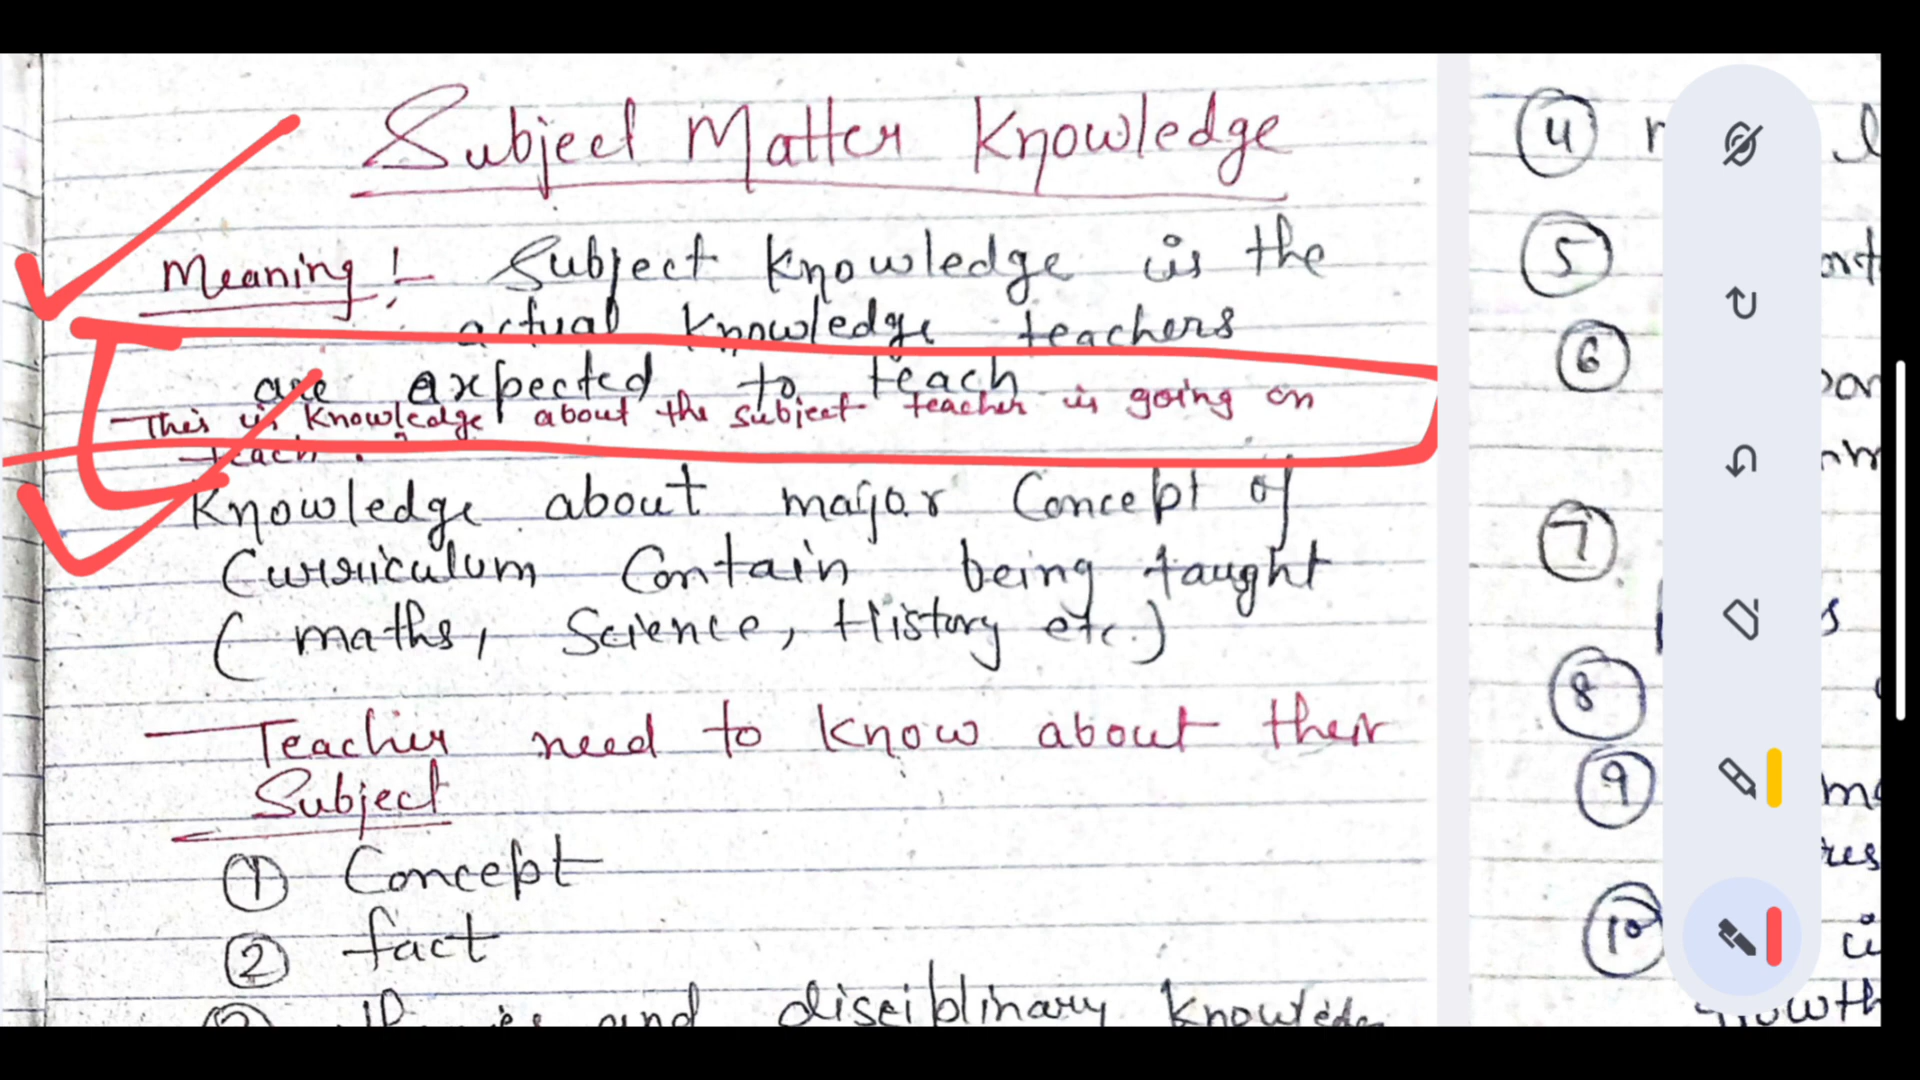 Subject Matter Knowledge
Meaning :- Subject Knowledge is the
actual Knowledge teachers
are expected to teach
- This is Knowledge about the subject teacher is going on
teach.
Knowledge about major Concept of
Curriculum Contain being taught
( maths, Science, History etc.)
- Teacher need to know about their
Subject
① Concept
② fact
and disciblinary Knowledge
④
⑤
⑥
⑦
⑧
⑨
⑩
growth